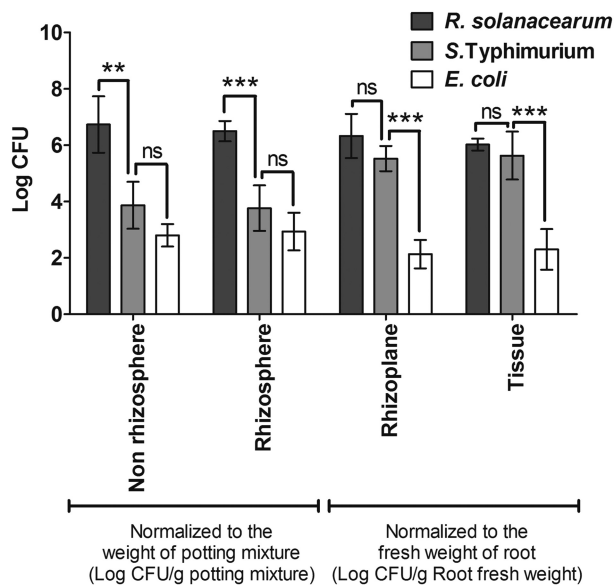 R. solanacearum
S.Typhimurium
E. coli
Log CFU
10
8
6
4
2
0
**
ns
***
ns
ns
***
ns
***
Non rhizosphere
Rhizosphere
Rhizoplane
Tissue
Normalized to the
weight of potting mixture
(Log CFU/g potting mixture)
Normalized to the
fresh weight of root
(Log CFU/g Root fresh weight)